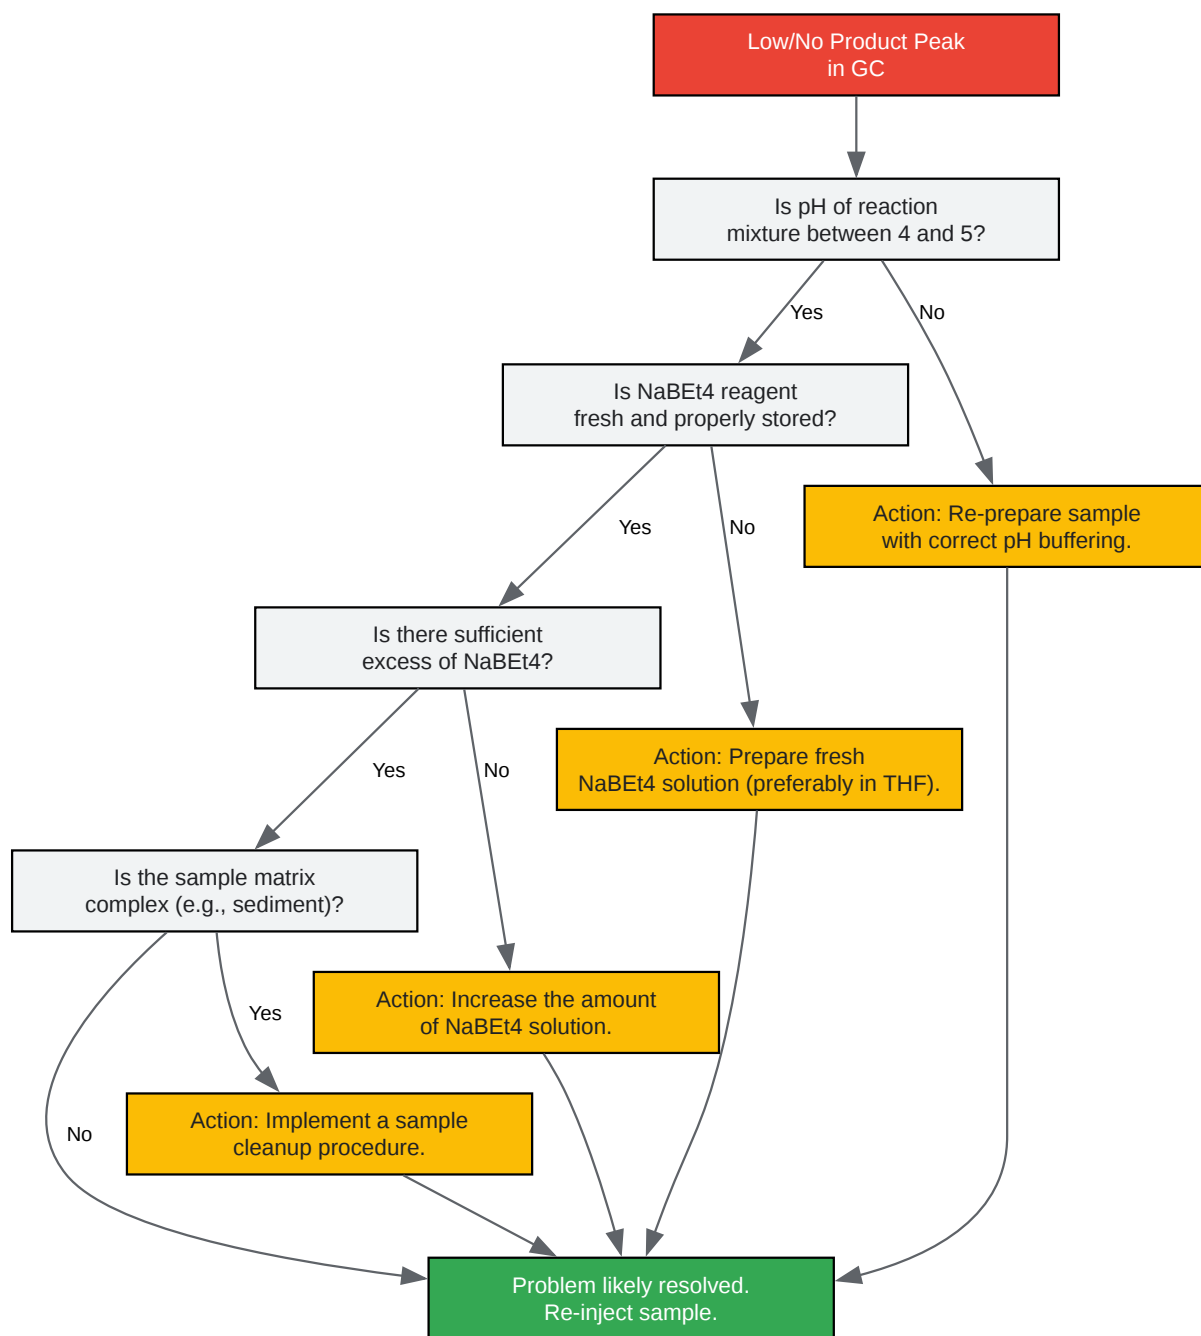 Low/No Product Peak
in GC
Is pH of reaction
mixture between 4 and 5?
Yes
No
Is NaBEt4 reagent
fresh and properly stored?
Action: Re-prepare sample
with correct pH buffering.
Yes
No
Is there sufficient
excess of NaBEt4?
Action: Prepare fresh
NaBEt4 solution (preferably in THF).
Yes
No
Is the sample matrix
complex (e.g., sediment)?
Action: Increase the amount
of NaBEt4 solution.
Yes
No
Action: Implement a sample
cleanup procedure.
Problem likely resolved.
Re-inject sample.